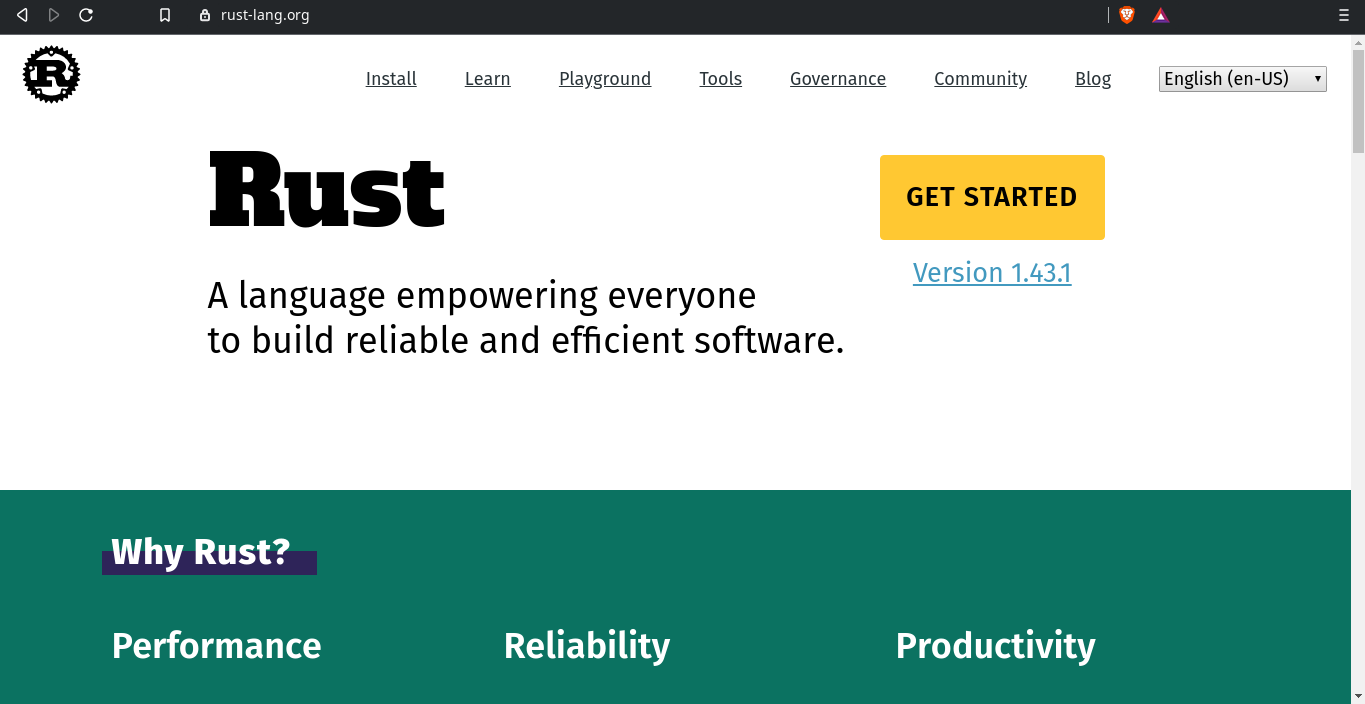 rust-lang.org
Install Learn Playground Tools Governance Community Blog English (en-US)
Rust
GET STARTED
Version 1.43.1
A language empowering everyone
to build reliable and efficient software.
Why Rust?
Performance Reliability Productivity